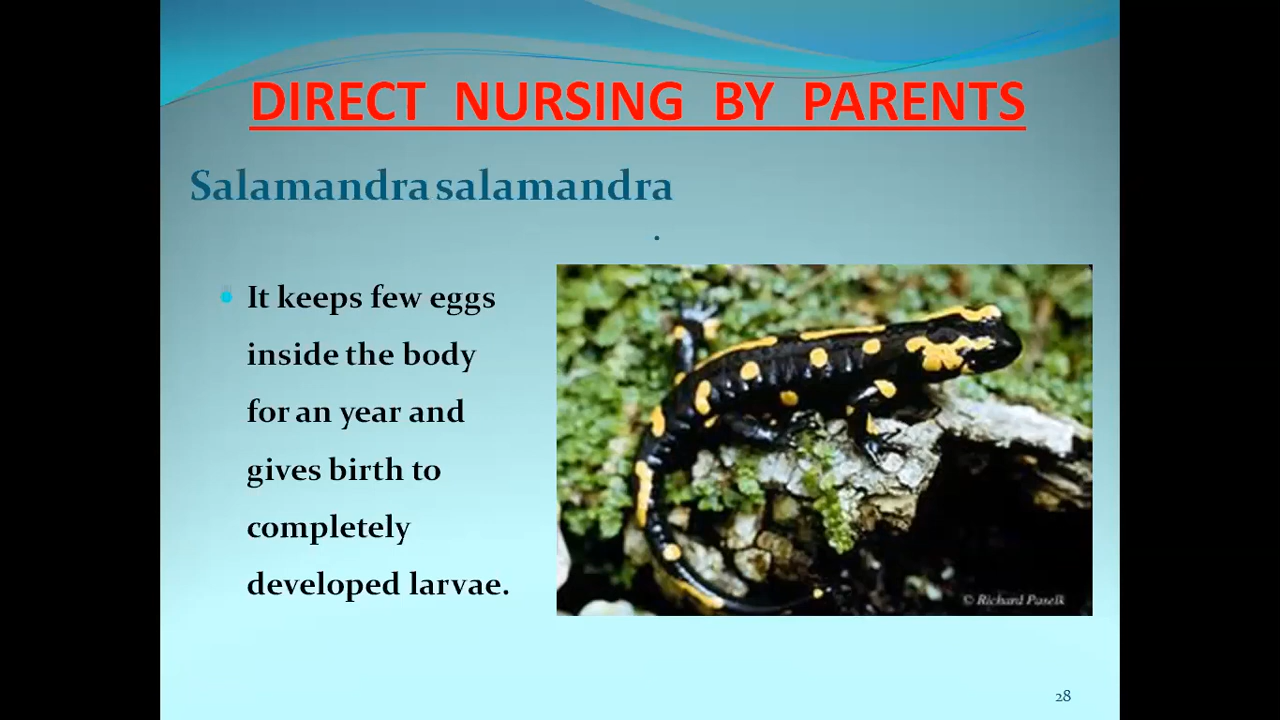 DIRECT NURSING BY PARENTS
Salamandra salamandra
.
It keeps few eggs
inside the body
for an year and
gives birth to
completely
developed larvae.
© Richard Paselk
28